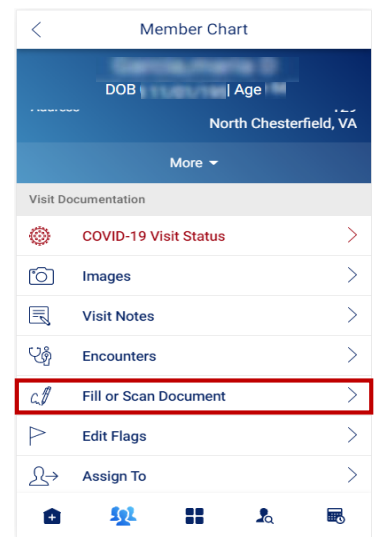 Member Chart
DOB | Age
North Chesterfield, VA
More
Visit Documentation
COVID-19 Visit Status
Images
Visit Notes
Encounters
Fill or Scan Document
Edit Flags
Assign To